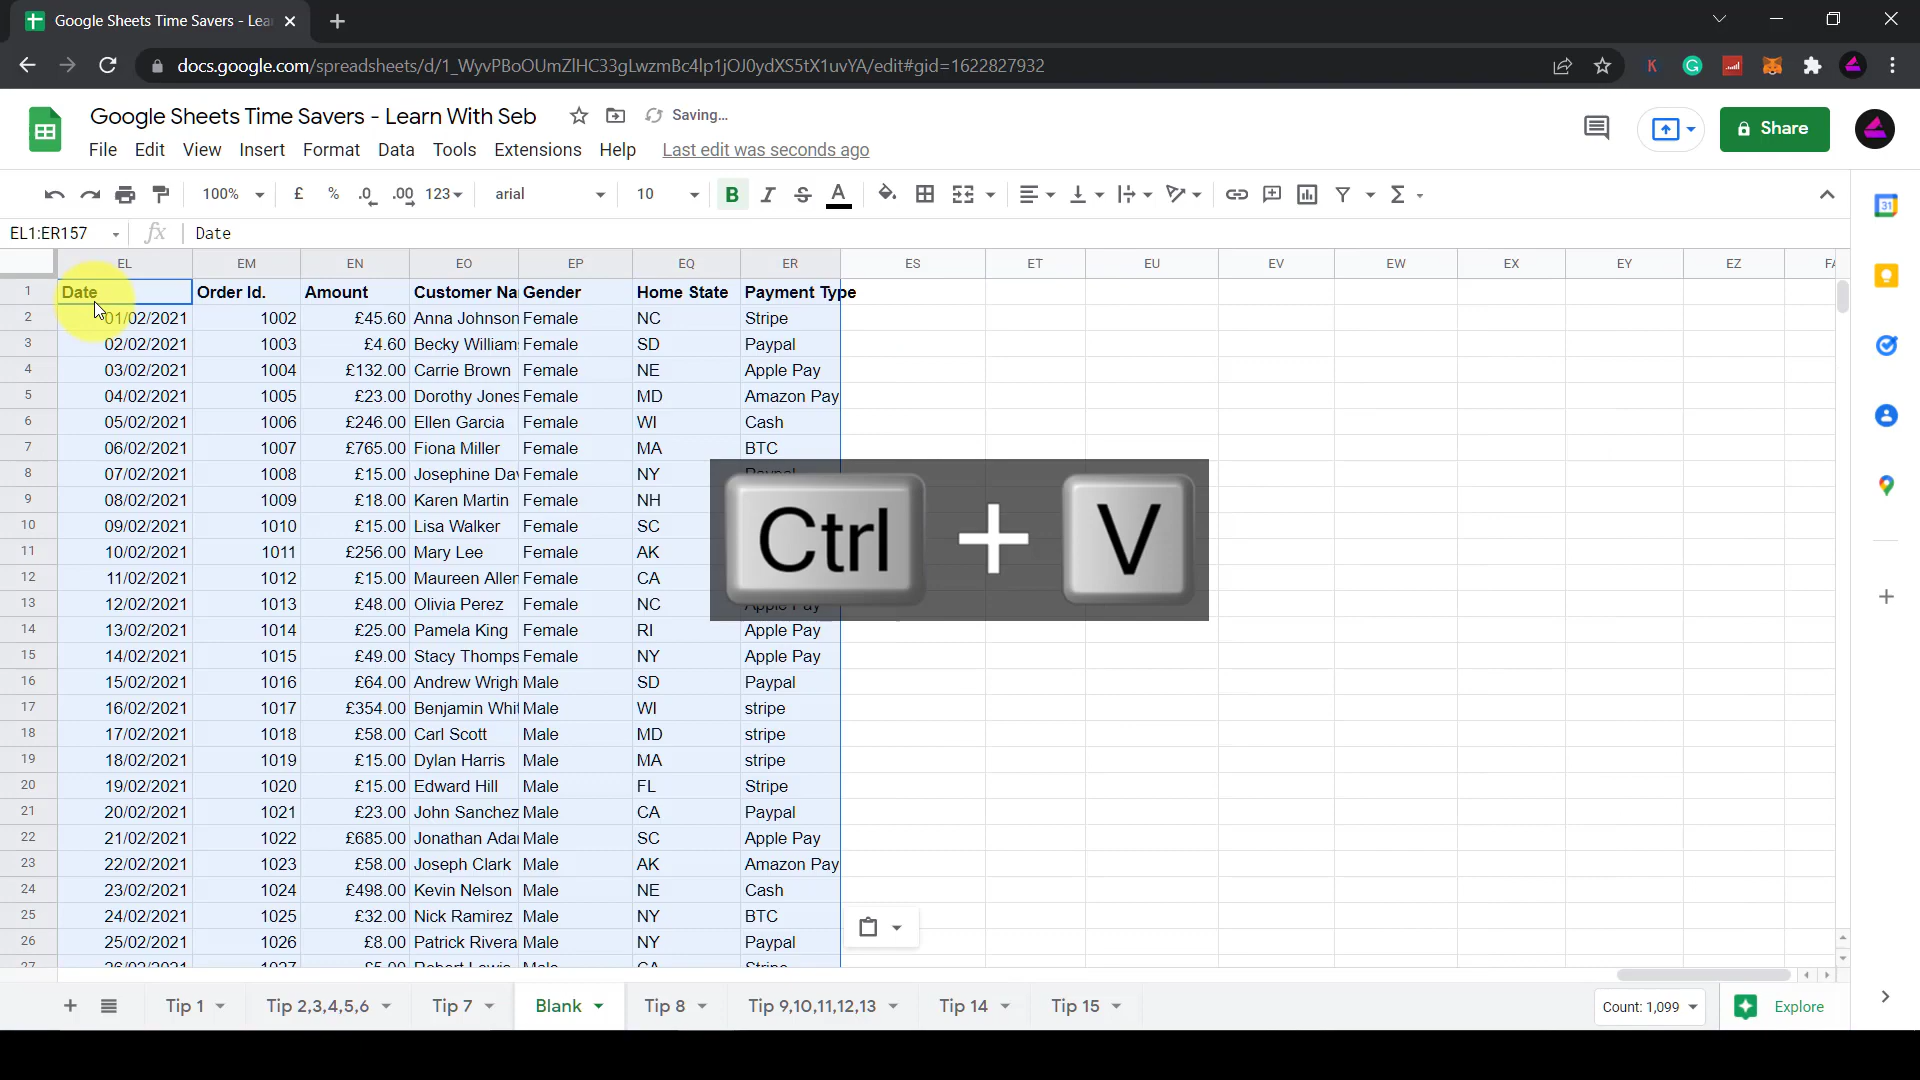 Google Sheets Time Savers - Lea
docs.google.com/spreadsheets/d/1_WyvPBoOUmZlHC33gLwzmBc4lp1jOJ0ydXS5tX1uvYA/edit#gid=1622827932
Google Sheets Time Savers - Learn With Seb Saving...
File Edit View Insert Format Data Tools Extensions Help Last edit was seconds ago
Share
100% £ % .0 .00 123 arial 10 B I S A Σ
EL1:ER157 fx Date
EL EM EN EO EP EQ ER ES ET EU EV EW EX EY EZ
1 Date Order Id. Amount Customer Na Gender Home State Payment Type
2 01/02/2021 1002 £45.60 Anna Johnson Female NC Stripe
3 02/02/2021 1003 £4.60 Becky William Female SD Paypal
4 03/02/2021 1004 £132.00 Carrie Brown Female NE Apple Pay
5 04/02/2021 1005 £23.00 Dorothy Jones Female MD Amazon Pay
6 05/02/2021 1006 £246.00 Ellen Garcia Female WI Cash
7 06/02/2021 1007 £765.00 Fiona Miller Female MA BTC
8 07/02/2021 1008 £15.00 Josephine Da Female NY
9 08/02/2021 1009 £18.00 Karen Martin Female NH
10 09/02/2021 1010 £15.00 Lisa Walker Female SC
11 10/02/2021 1011 £256.00 Mary Lee Female AK
12 11/02/2021 1012 £15.00 Maureen Allen Female CA
13 12/02/2021 1013 £48.00 Olivia Perez Female NC
Ctrl + V
14 13/02/2021 1014 £25.00 Pamela King Female RI Apple Pay
15 14/02/2021 1015 £49.00 Stacy Thomps Female NY Apple Pay
16 15/02/2021 1016 £64.00 Andrew Wrigh Male SD Paypal
17 16/02/2021 1017 £354.00 Benjamin Whi Male WI stripe
18 17/02/2021 1018 £58.00 Carl Scott Male MD stripe
19 18/02/2021 1019 £15.00 Dylan Harris Male MA stripe
20 19/02/2021 1020 £15.00 Edward Hill Male FL Stripe
21 20/02/2021 1021 £23.00 John Sanchez Male CA Paypal
22 21/02/2021 1022 £685.00 Jonathan Ada Male SC Apple Pay
23 22/02/2021 1023 £58.00 Joseph Clark Male AK Amazon Pay
24 23/02/2021 1024 £498.00 Kevin Nelson Male NE Cash
25 24/02/2021 1025 £32.00 Nick Ramirez Male NY BTC
26 25/02/2021 1026 £8.00 Patrick Rivera Male NY Paypal
Tip 1 Tip 2,3,4,5,6 Tip 7 Blank Tip 8 Tip 9,10,11,12,13 Tip 14 Tip 15 Count: 1,099 Explore